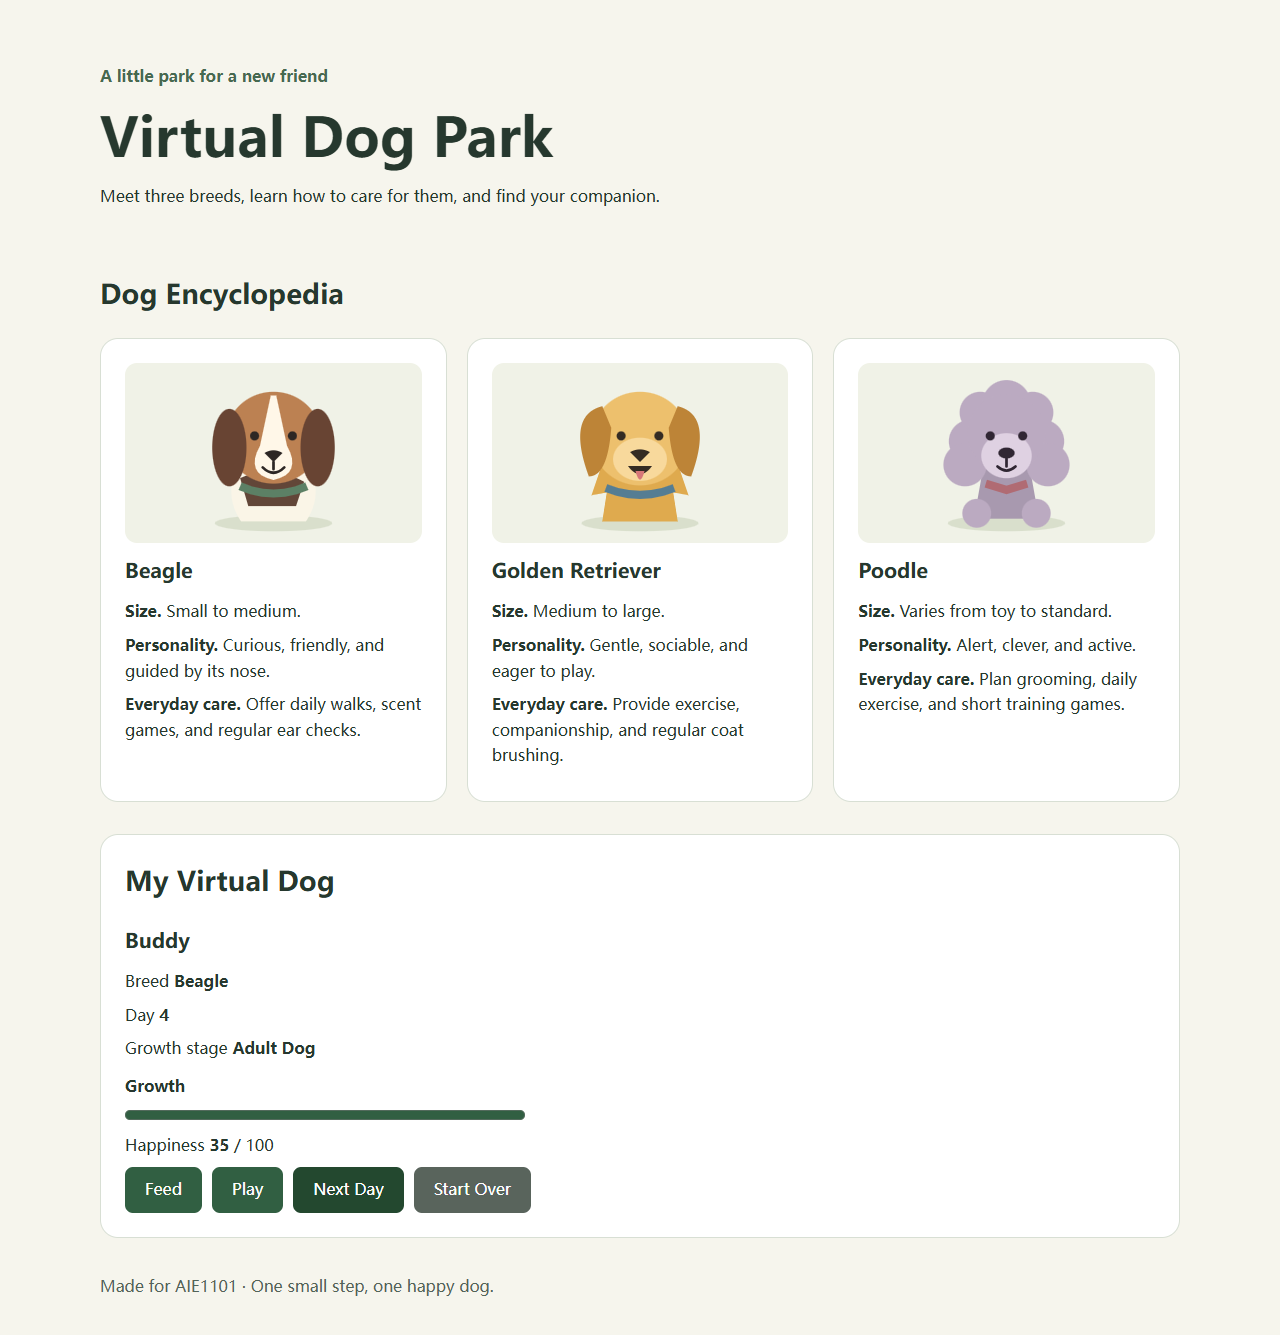 A little park for a new friend
Virtual Dog Park
Meet three breeds, learn how to care for them, and find your companion.
Dog Encyclopedia
Beagle
Size. Small to medium.
Personality. Curious, friendly, and
guided by its nose.
Everyday care. Offer daily walks, scent
games, and regular ear checks.
Golden Retriever
Size. Medium to large.
Personality. Gentle, sociable, and
eager to play.
Everyday care. Provide exercise,
companionship, and regular coat
brushing.
Poodle
Size. Varies from toy to standard.
Personality. Alert, clever, and active.
Everyday care. Plan grooming, daily
exercise, and short training games.
My Virtual Dog
Buddy
Breed Beagle
Day 4
Growth stage Adult Dog
Growth
Happiness 35 / 100
Feed Play Next Day Start Over
Made for AIE1101 · One small step, one happy dog.